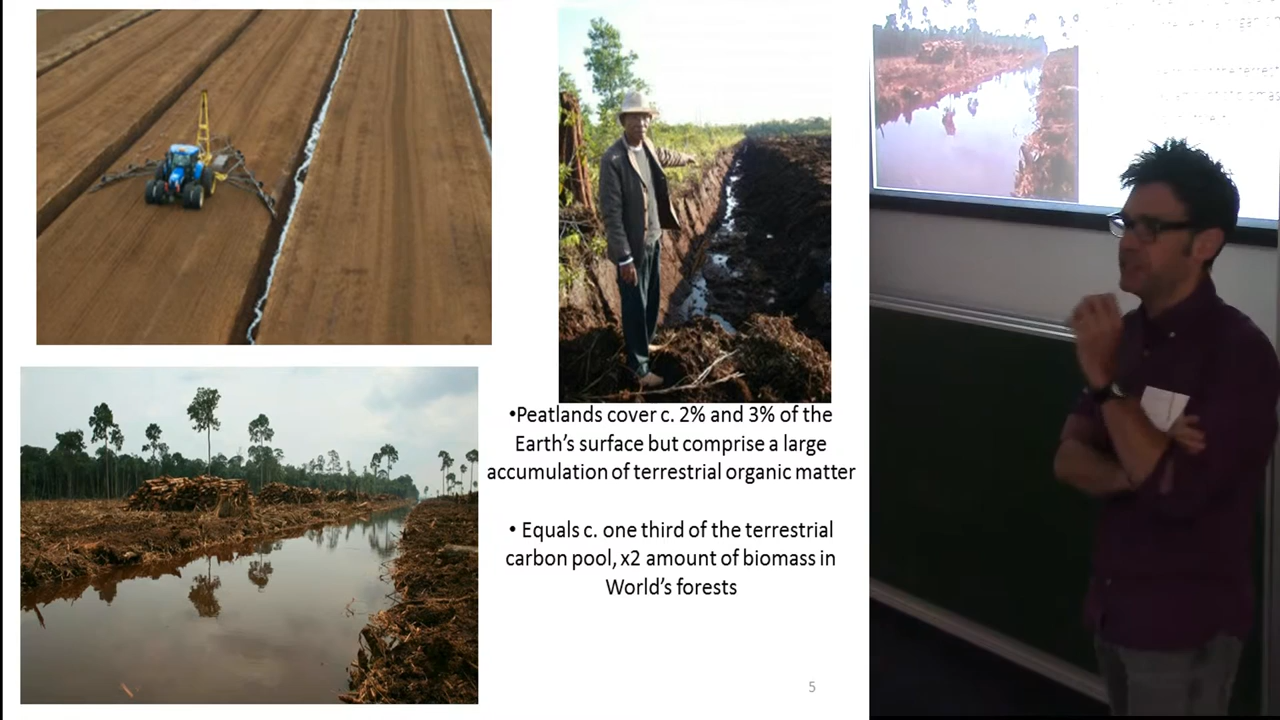 •Peatlands cover c. 2% and 3% of the
Earth's surface but comprise a large
accumulation of terrestrial organic matter
• Equals c. one third of the terrestrial
carbon pool, x2 amount of biomass in
World's forests
5